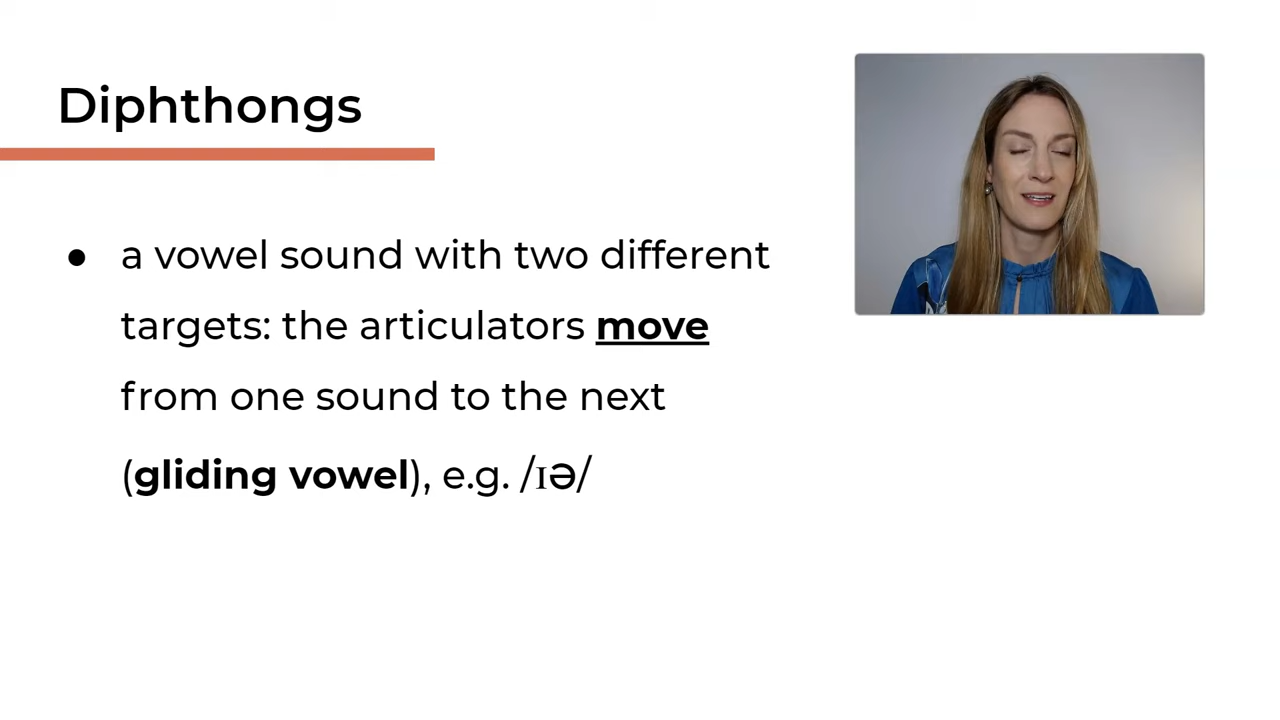 Diphthongs
● a vowel sound with two different
targets: the articulators move
from one sound to the next
(gliding vowel), e.g. /ɪə/